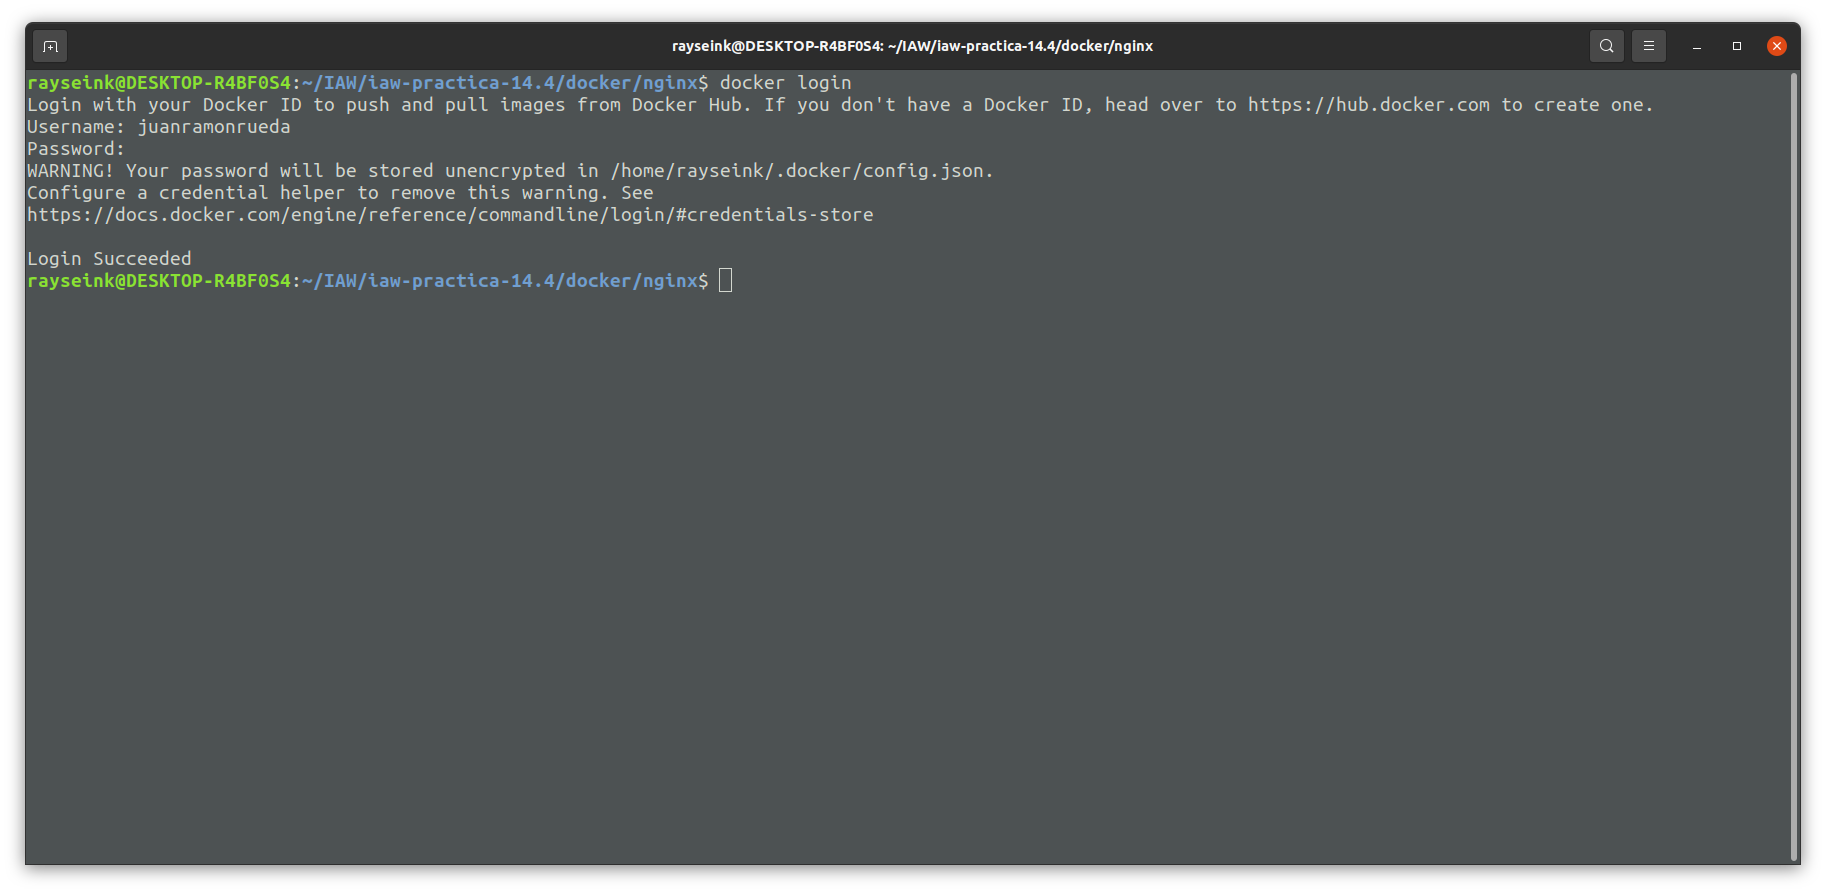 rayseink@DESKTOP-R4BF0S4: ~/IAW/iaw-practica-14.4/docker/nginx
rayseink@DESKTOP-R4BF0S4:~/IAW/iaw-practica-14.4/docker/nginx$ docker login
Login with your Docker ID to push and pull images from Docker Hub. If you don't have a Docker ID, head over to https://hub.docker.com to create one.
Username: juanramonrueda
Password:
WARNING! Your password will be stored unencrypted in /home/rayseink/.docker/config.json.
Configure a credential helper to remove this warning. See
https://docs.docker.com/engine/reference/commandline/login/#credentials-store
Login Succeeded
rayseink@DESKTOP-R4BF0S4:~/IAW/iaw-practica-14.4/docker/nginx$